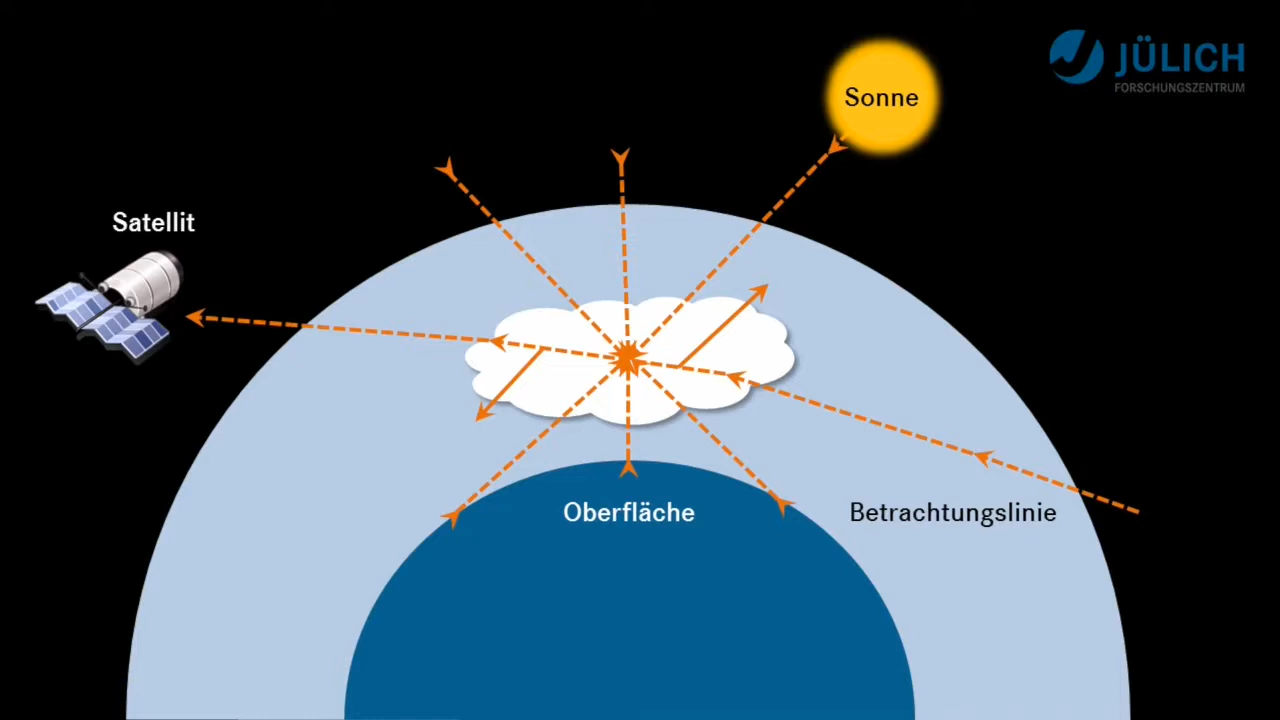 JÜLICH
FORSCHUNGSZENTRUM
Sonne
Satellit
Oberfläche
Betrachtungslinie